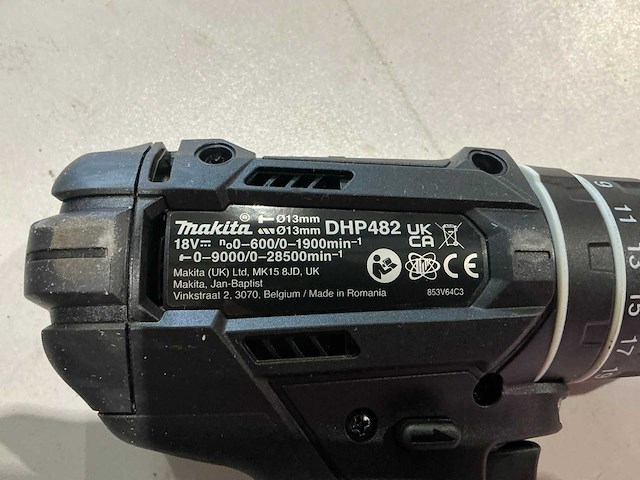 Makita® Ø13mm DHP482 UK
Ø13mm CA
18V⎓ n₀0–600/0–1900min⁻¹
0–9000/0–28500min⁻¹
Makita (UK) Ltd, MK15 8JD, UK
Makita, Jan-Baptist
Vinkstraat 2, 3070, Belgium / Made in Romania
CE
853V64C3
9
11
13
15
17